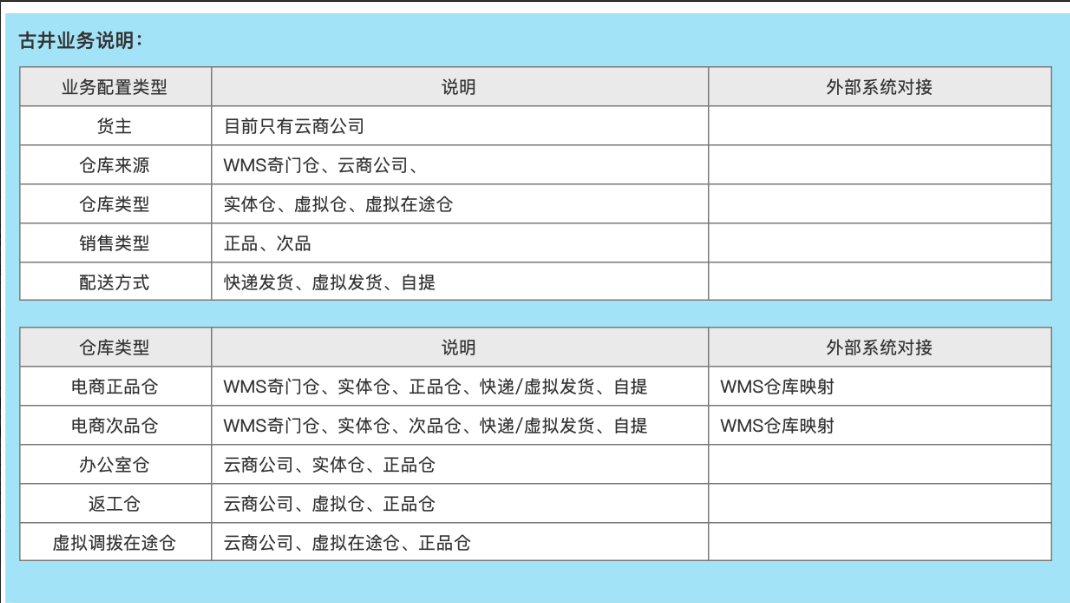 古井业务说明：
业务配置类型 说明 外部系统对接
货主 目前只有云商公司
仓库来源 WMS奇门仓、云商公司、
仓库类型 实体仓、虚拟仓、虚拟在途仓
销售类型 正品、次品
配送方式 快递发货、虚拟发货、自提
仓库类型 说明 外部系统对接
电商正品仓 WMS奇门仓、实体仓、正品仓、快递/虚拟发货、自提 WMS仓库映射
电商次品仓 WMS奇门仓、实体仓、次品仓、快递/虚拟发货、自提 WMS仓库映射
办公室仓 云商公司、实体仓、正品仓
返工仓 云商公司、虚拟仓、正品仓
虚拟调拨在途仓 云商公司、虚拟在途仓、正品仓